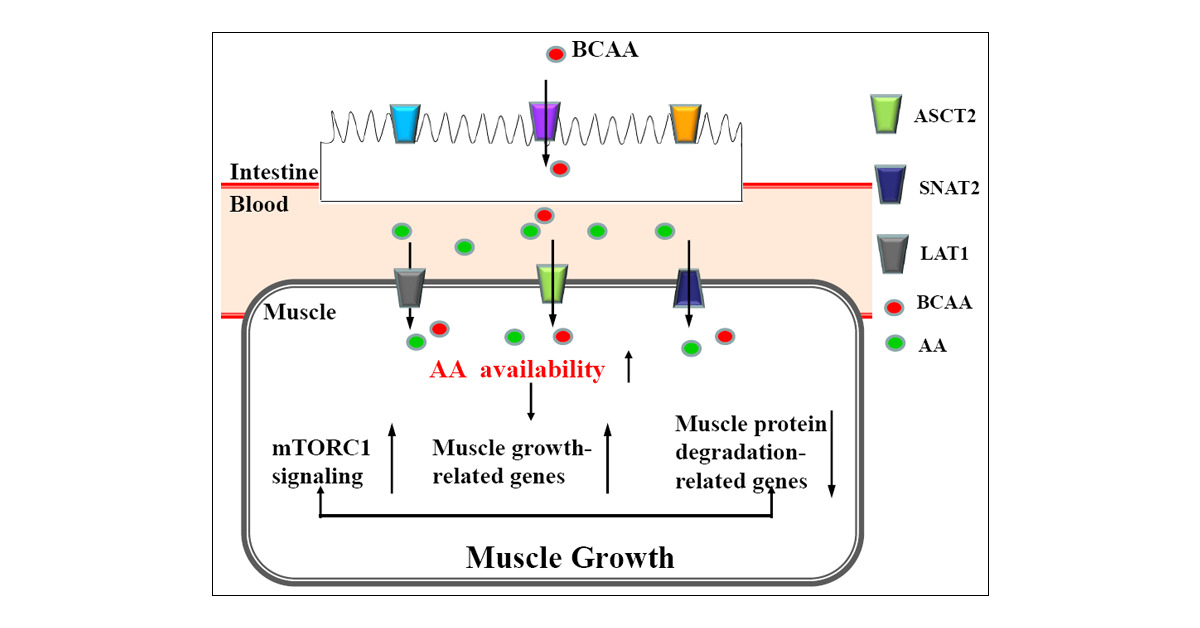 BCAA
ASCT2
Intestine
SNAT2
Blood
LAT1
BCAA
Muscle
AA
AA availability
mTORC1
signaling
Muscle growth-
related genes
Muscle protein
degradation-
related genes
Muscle Growth